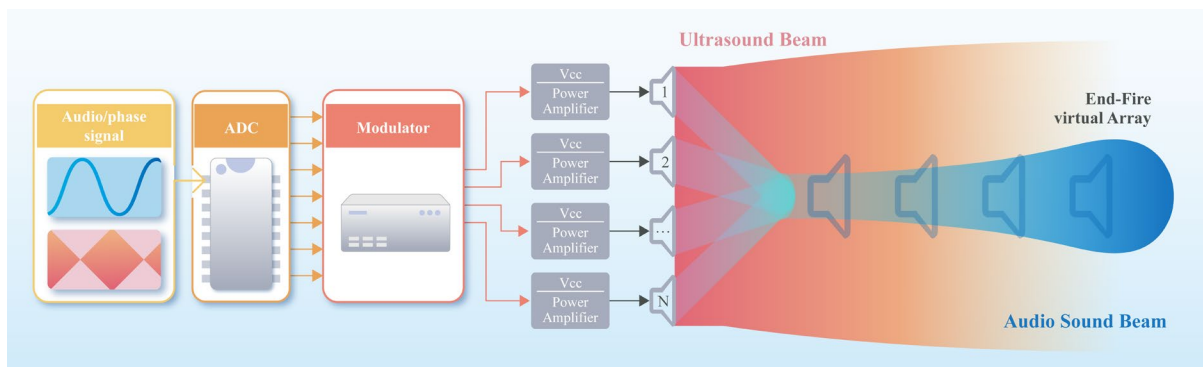 Audio/phase
signal
ADC
Modulator
Vcc
Power
Amplifier
Vcc
Power
Amplifier
Vcc
Power
Amplifier
Vcc
Power
Amplifier
1
2
...
N
Ultrasound Beam
End-Fire
virtual Array
Audio Sound Beam